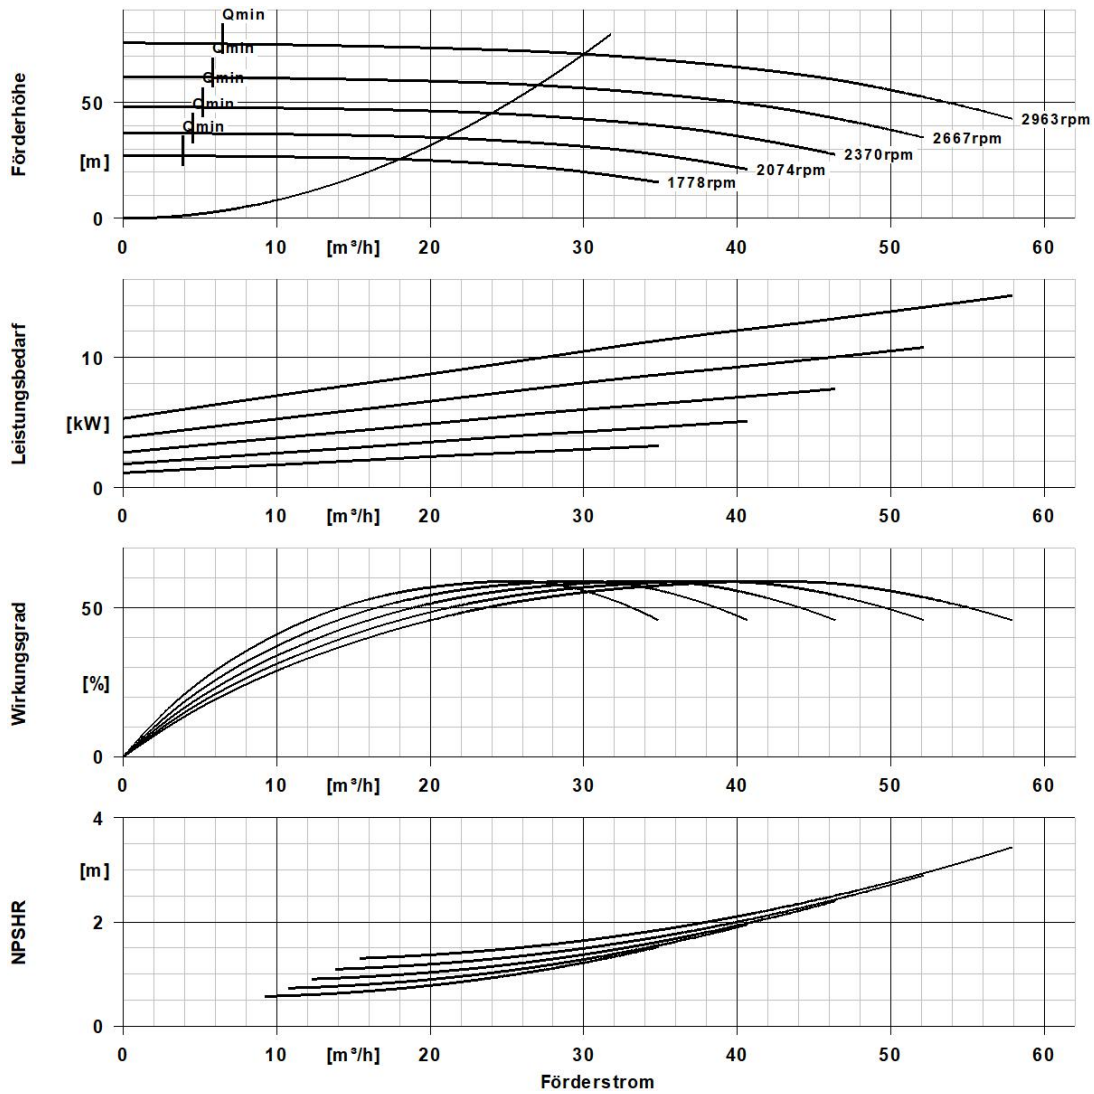 Qmin
Qmin
Qmin
Qmin
Qmin
Förderhöhe
50
[m]
0
2963rpm
2667rpm
2370rpm
2074rpm
1778rpm
0 10 [m³/h] 20 30 40 50 60
Leistungsbedarf
10
[kW]
0
0 10 [m³/h] 20 30 40 50 60
Wirkungsgrad
50
[%]
0
0 10 [m³/h] 20 30 40 50 60
NPSHR
4
[m]
2
0
0 10 [m³/h] 20 30 40 50 60
Förderstrom